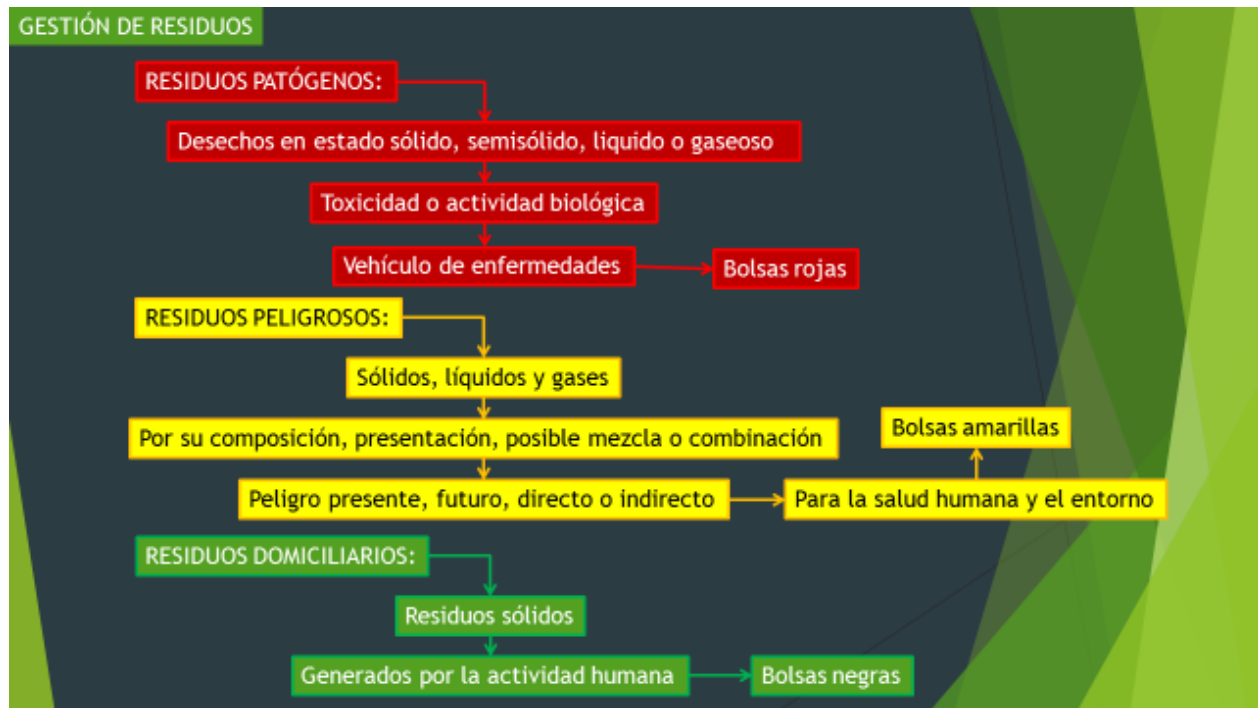 GESTIÓN DE RESIDUOS
RESIDUOS PATÓGENOS:
Desechos en estado sólido, semisólido, liquido o gaseoso
Toxicidad o actividad biológica
Vehículo de enfermedades
Bolsas rojas
RESIDUOS PELIGROSOS:
Sólidos, líquidos y gases
Por su composición, presentación, posible mezcla o combinación
Peligro presente, futuro, directo o indirecto
Para la salud humana y el entorno
Bolsas amarillas
RESIDUOS DOMICILIARIOS:
Residuos sólidos
Generados por la actividad humana
Bolsas negras